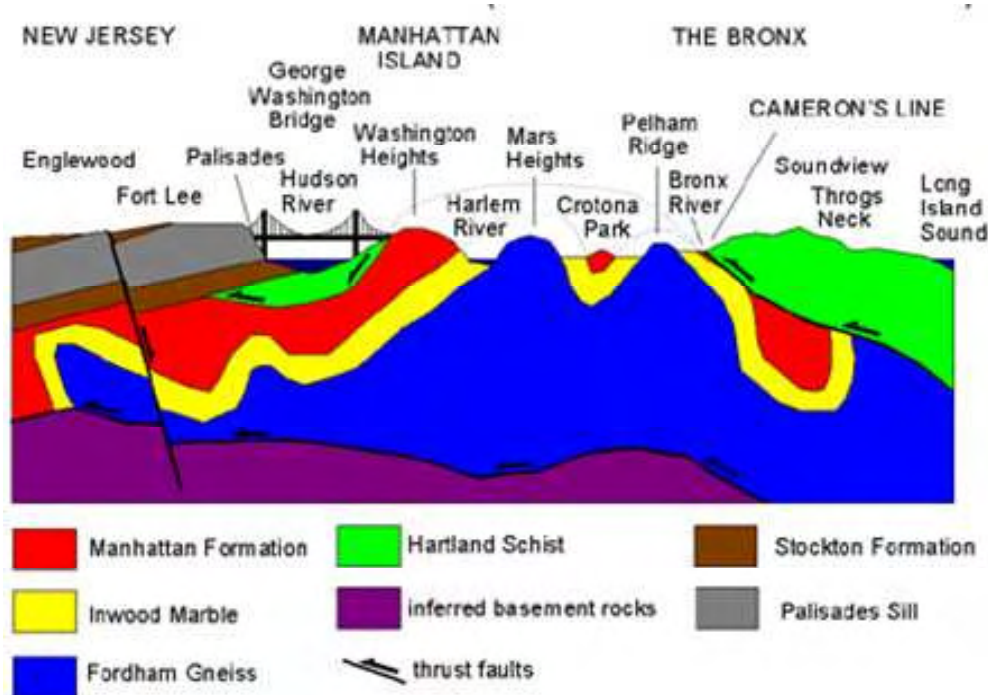 NEW JERSEY
MANHATTAN
ISLAND
THE BRONX
George
Washington
Bridge
CAMERON'S LINE
Washington
Heights
Mars
Heights
Pelham
Ridge
Englewood
Palisades
Fort Lee
Hudson
River
Harlem
River
Crotona
Park
Bronx
River
Soundview
Throgs
Neck
Long
Island
Sound
Manhattan Formation
Hartland Schist
Stockton Formation
Inwood Marble
inferred basement rocks
Palisades Sill
Fordham Gneiss
thrust faults